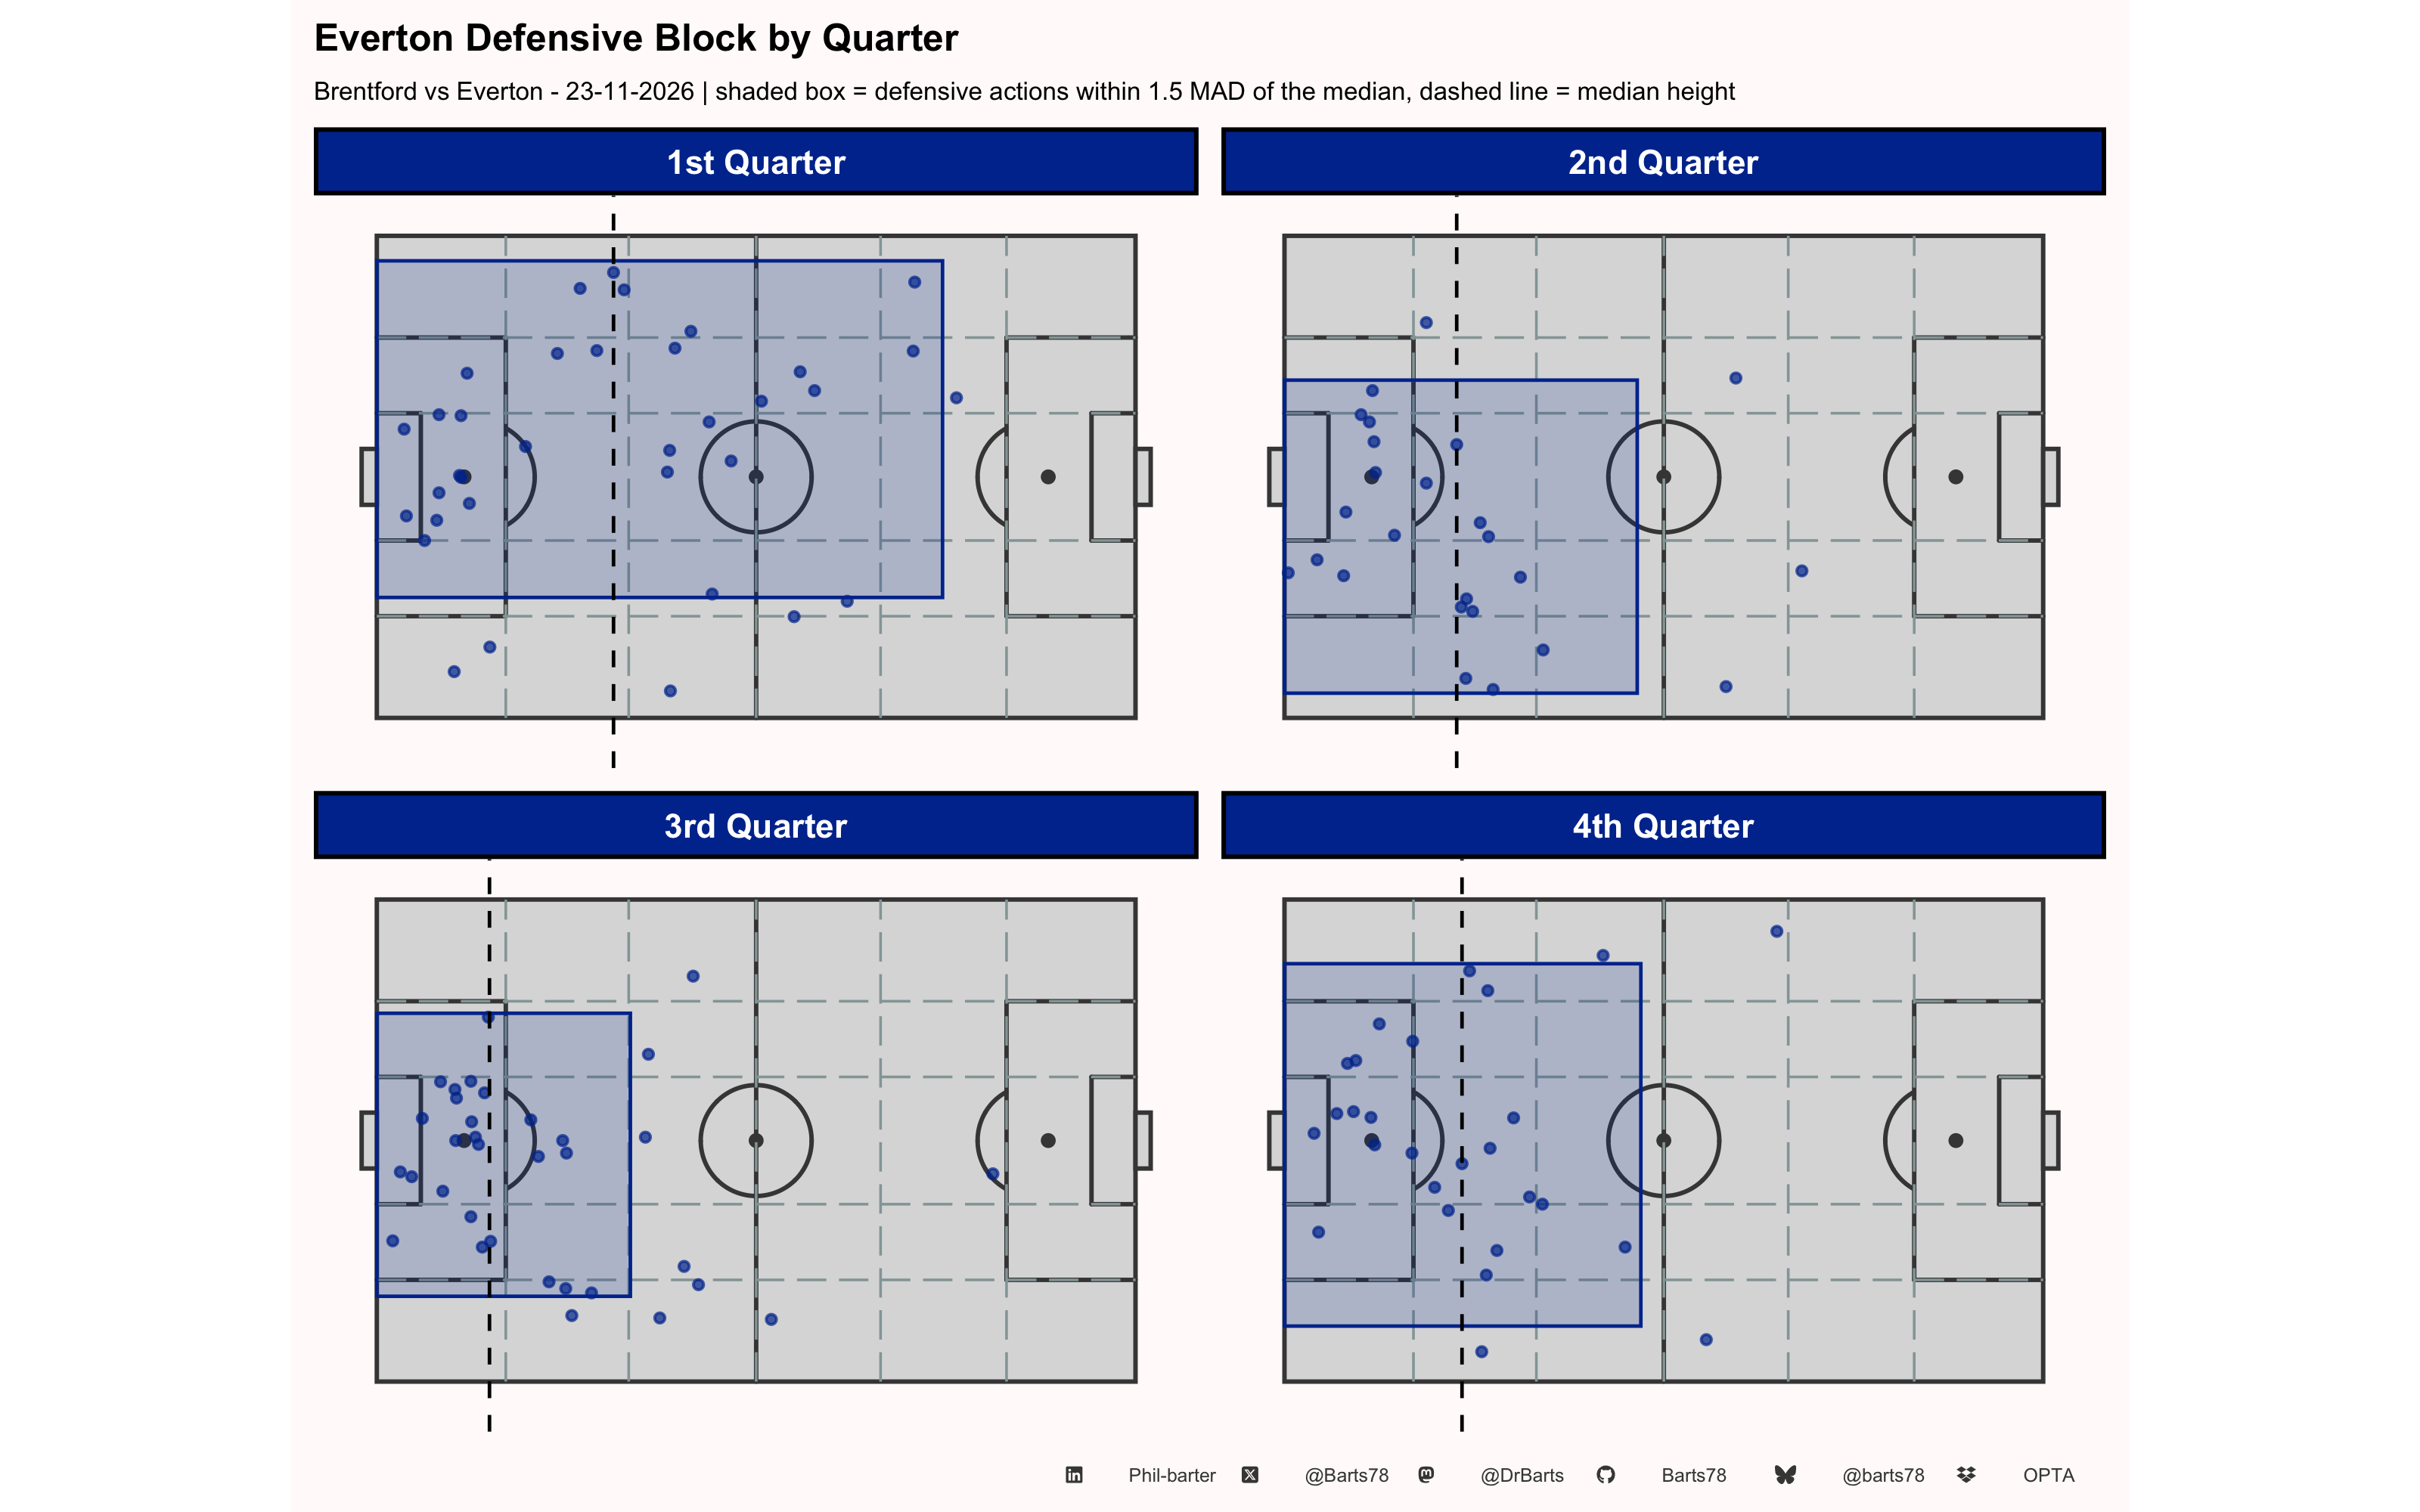 Everton Defensive Block by Quarter
Brentford vs Everton - 23-11-2026 | shaded box = defensive actions within 1.5 MAD of the median, dashed line = median height
1st Quarter
2nd Quarter
3rd Quarter
4th Quarter
Phil-barter @Barts78 @DrBarts Barts78 @barts78 OPTA